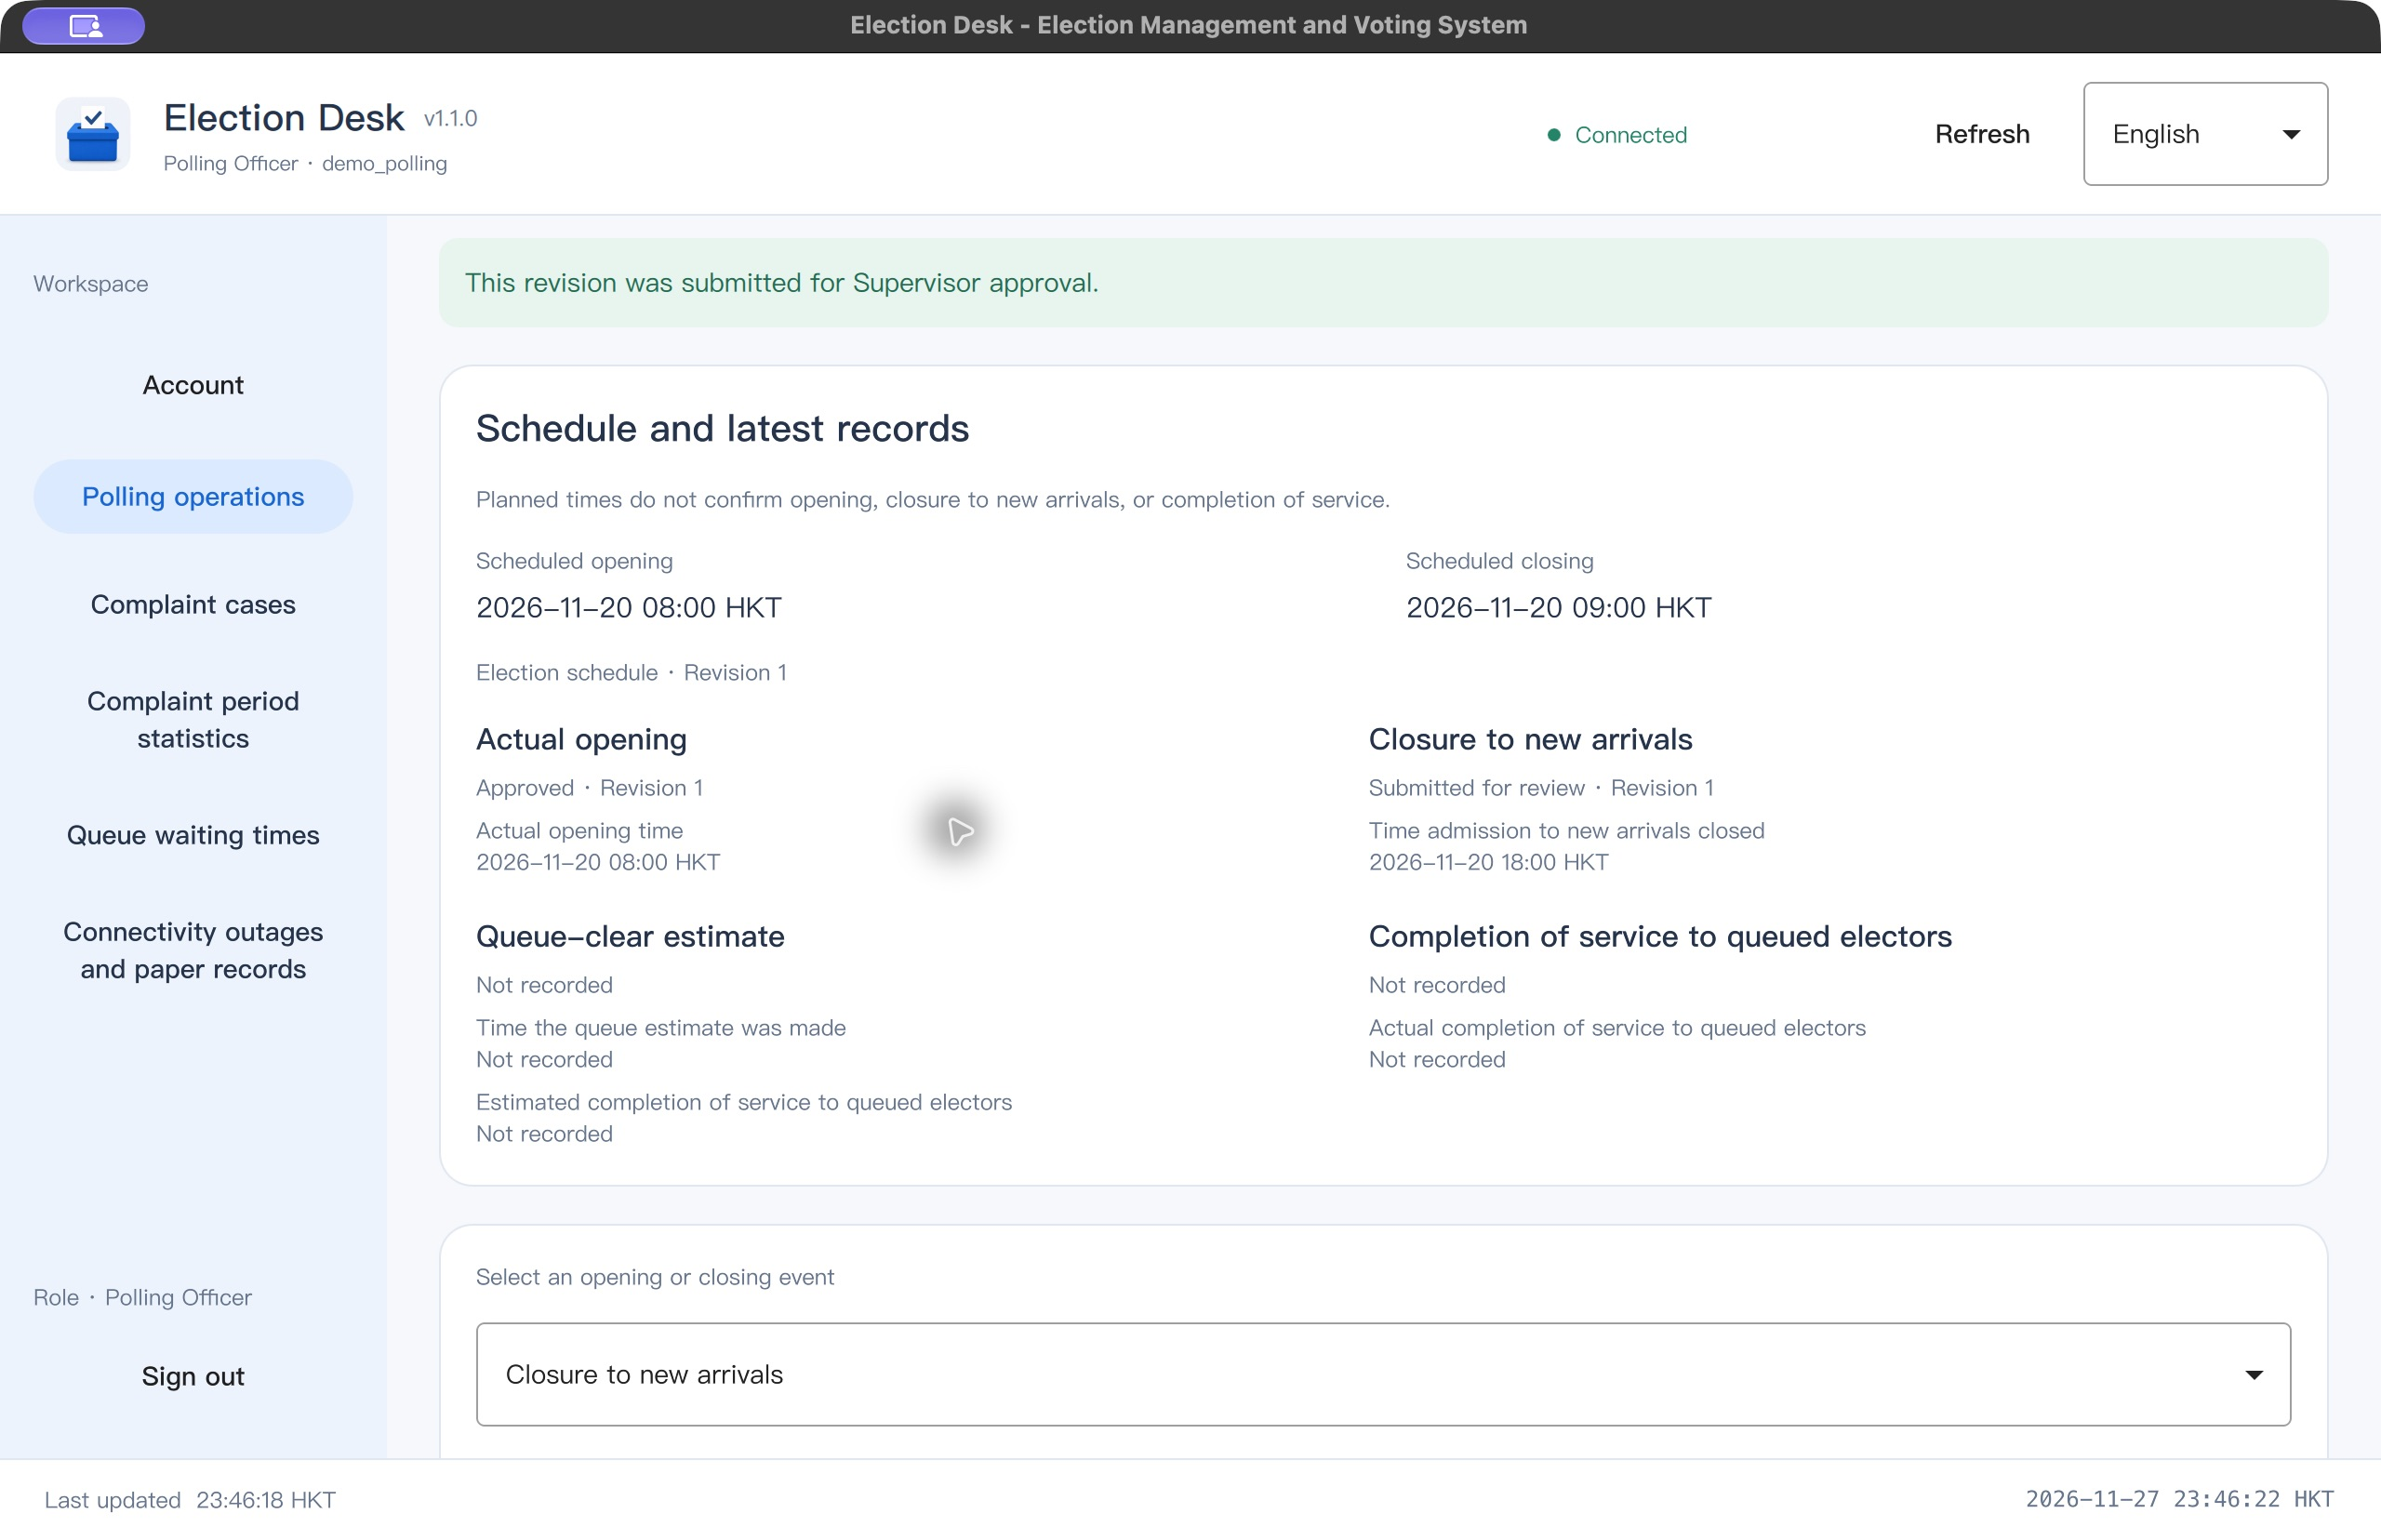 Election Desk - Election Management and Voting System
Election Desk v1.1.0
Polling Officer · demo_polling
Connected
Refresh
English
Workspace
Account
Polling operations
Complaint cases
Complaint period
statistics
Queue waiting times
Connectivity outages
and paper records
Role · Polling Officer
Sign out
This revision was submitted for Supervisor approval.
Schedule and latest records
Planned times do not confirm opening, closure to new arrivals, or completion of service.
Scheduled opening
2026-11-20 08:00 HKT
Scheduled closing
2026-11-20 09:00 HKT
Election schedule · Revision 1
Actual opening
Approved · Revision 1
Actual opening time
2026-11-20 08:00 HKT
Closure to new arrivals
Submitted for review · Revision 1
Time admission to new arrivals closed
2026-11-20 18:00 HKT
Queue-clear estimate
Not recorded
Time the queue estimate was made
Not recorded
Estimated completion of service to queued electors
Not recorded
Completion of service to queued electors
Not recorded
Actual completion of service to queued electors
Not recorded
Select an opening or closing event
Closure to new arrivals
Last updated 23:46:18 HKT
2026-11-27 23:46:22 HKT